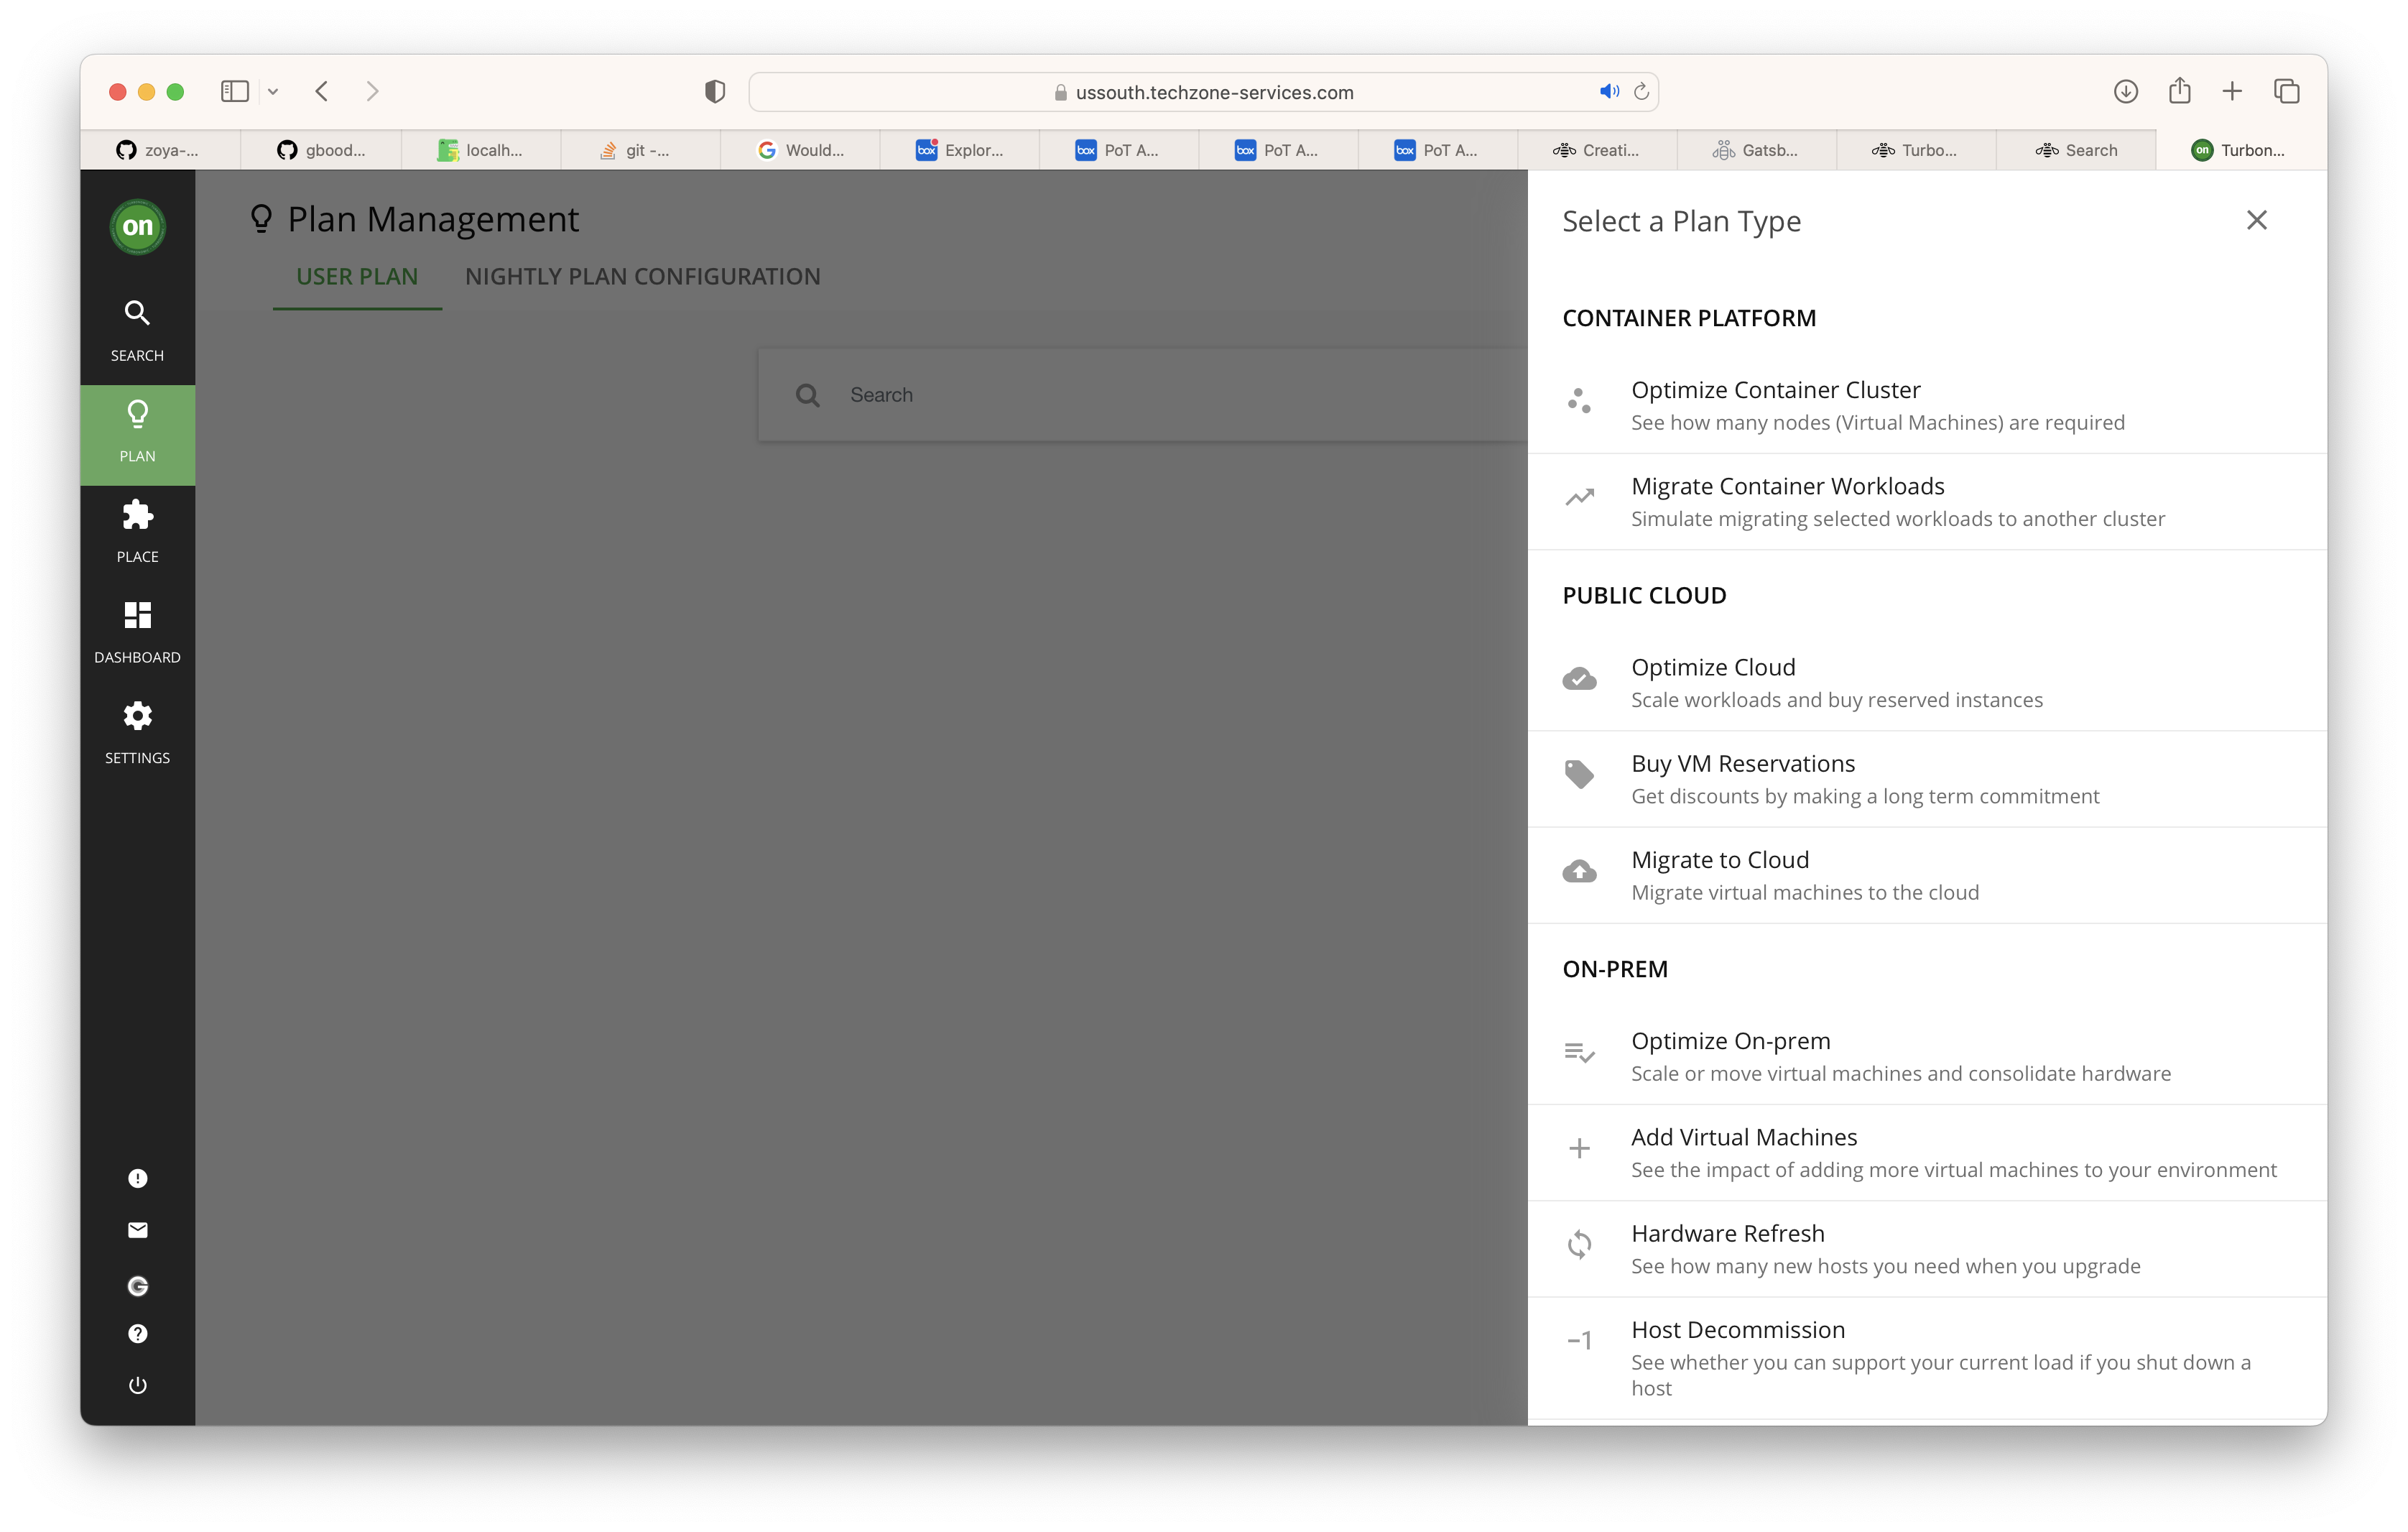 ussouth.techzone-services.com
zoya-...
gbood...
localh...
git -...
Would...
box Explor...
box PoT A...
box PoT A...
box PoT A...
Creati...
Gatsb...
Turbo...
Search
on Turbon...
on
SEARCH
PLAN
PLACE
DASHBOARD
SETTINGS
Plan Management
USER PLAN NIGHTLY PLAN CONFIGURATION
Search
Select a Plan Type
CONTAINER PLATFORM
Optimize Container Cluster
See how many nodes (Virtual Machines) are required
Migrate Container Workloads
Simulate migrating selected workloads to another cluster
PUBLIC CLOUD
Optimize Cloud
Scale workloads and buy reserved instances
Buy VM Reservations
Get discounts by making a long term commitment
Migrate to Cloud
Migrate virtual machines to the cloud
ON-PREM
Optimize On-prem
Scale or move virtual machines and consolidate hardware
Add Virtual Machines
See the impact of adding more virtual machines to your environment
Hardware Refresh
See how many new hosts you need when you upgrade
−1 Host Decommission
See whether you can support your current load if you shut down a
host